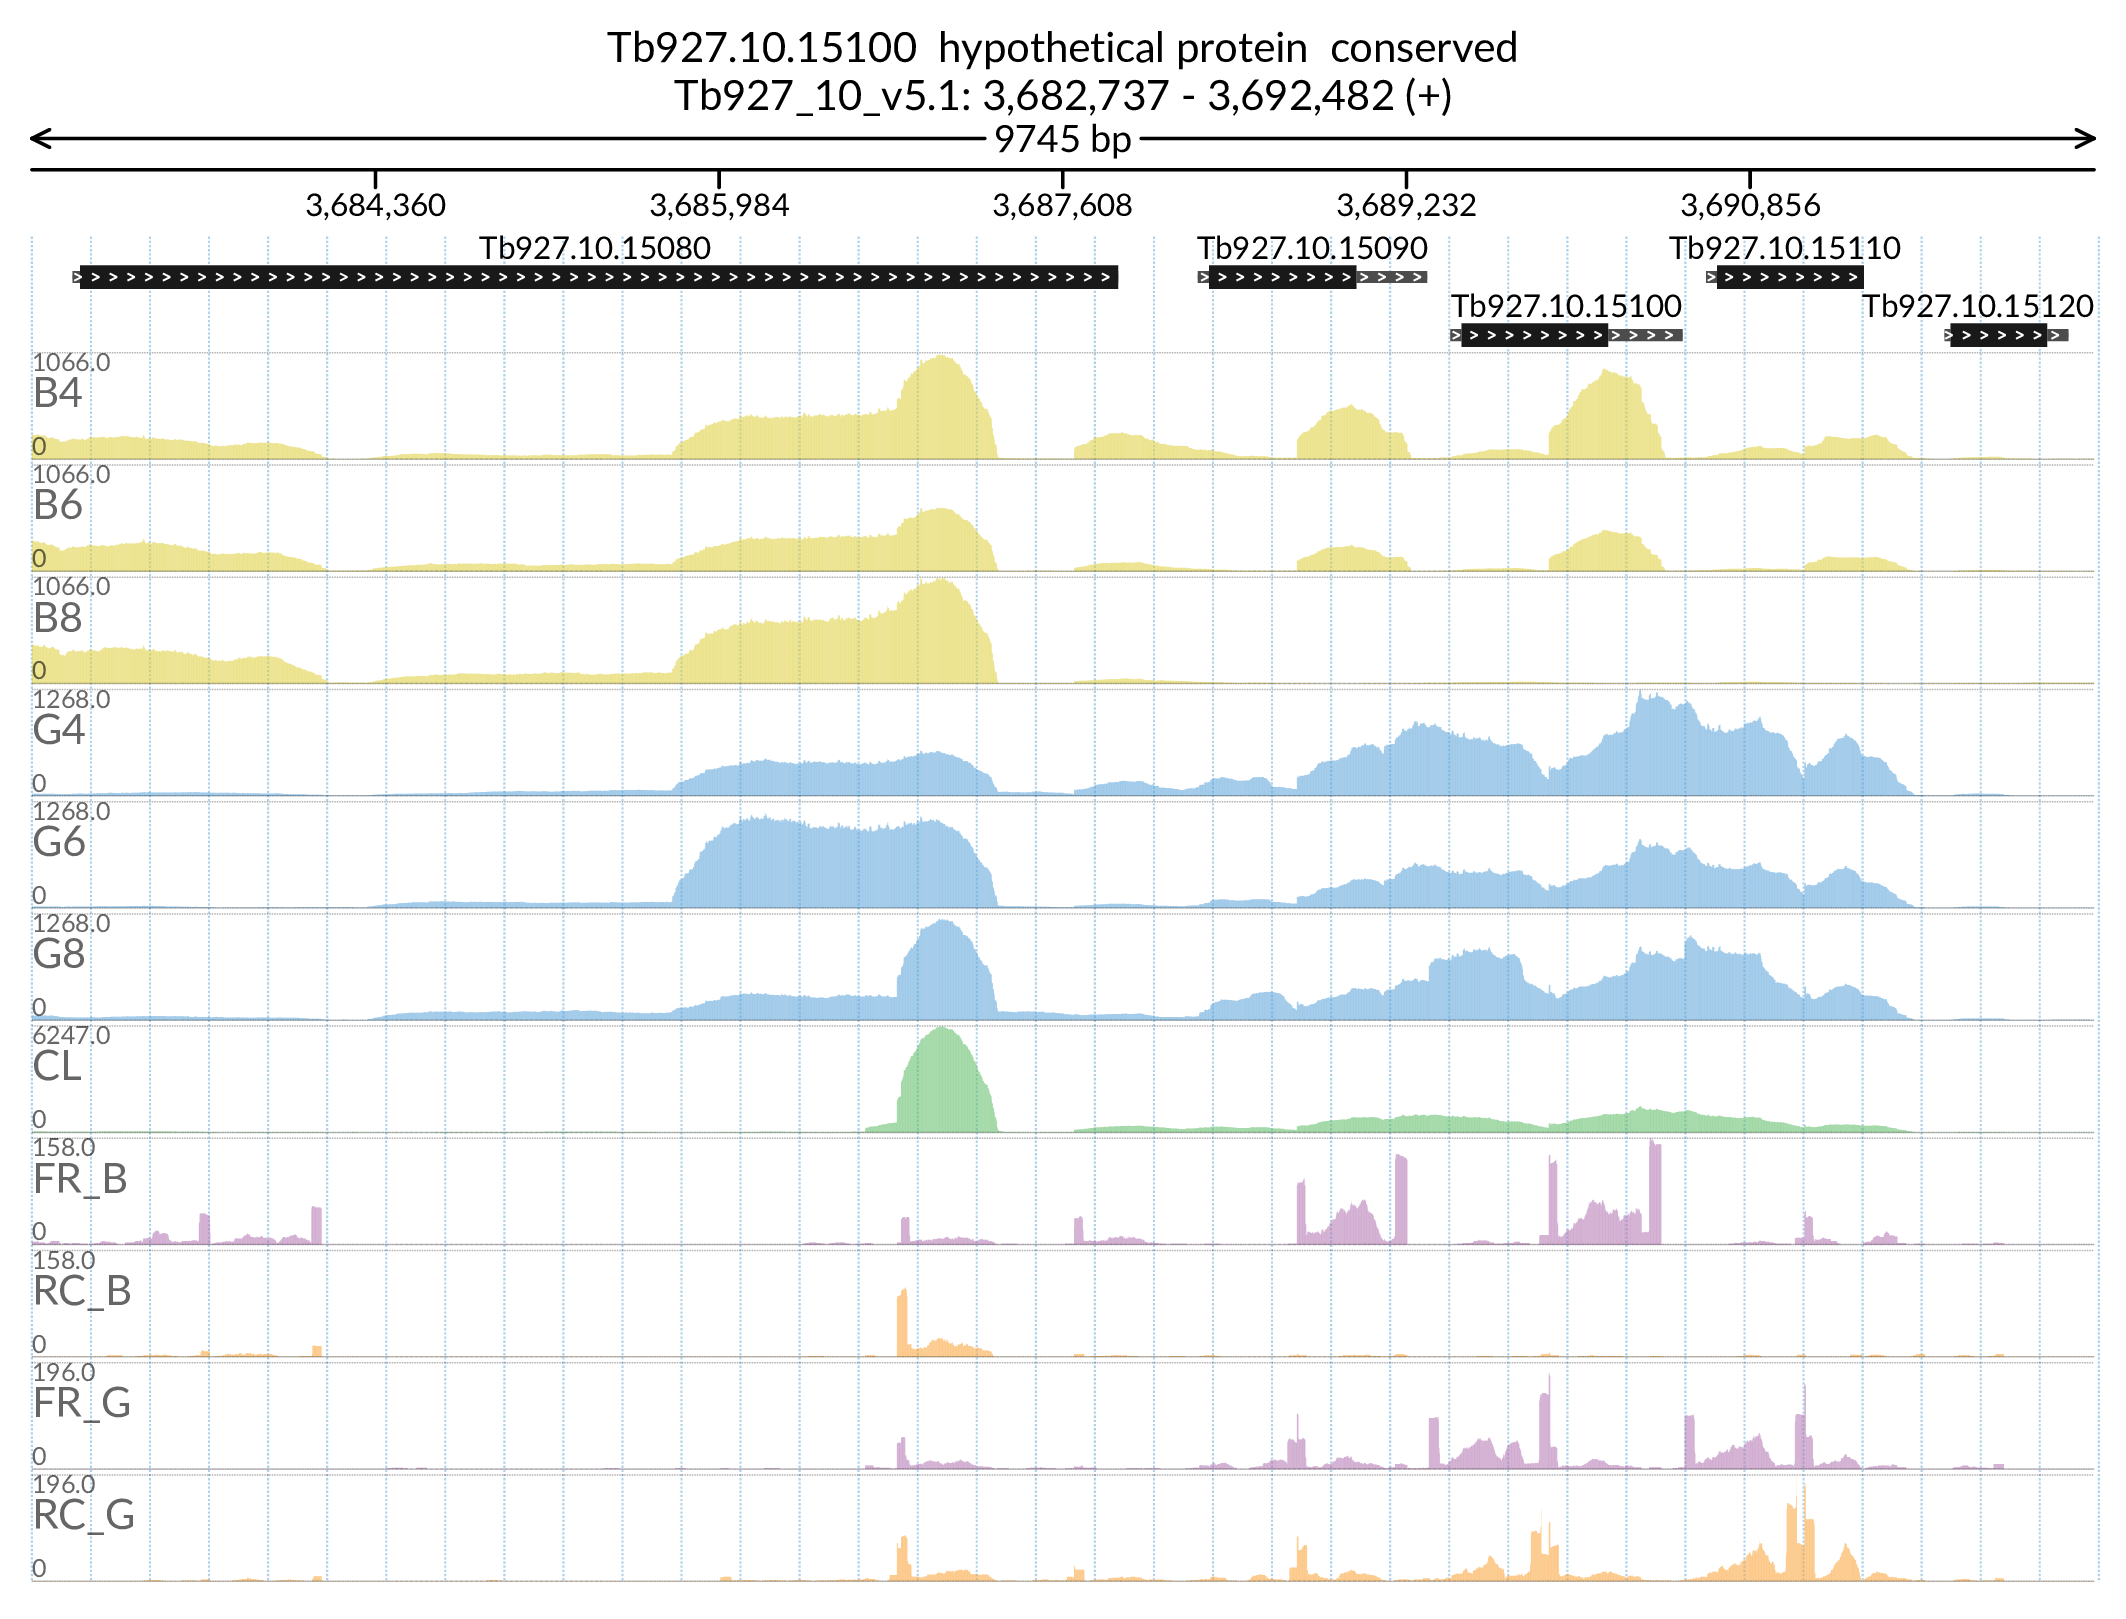 Tb927.10.15100  hypothetical protein  conserved
Tb927_10_v5.1: 3,682,737 - 3,692,482 (+)
9745 bp
3,684,360 3,685,984 3,687,608 3,689,232 3,690,856
Tb927.10.15080 Tb927.10.15090 Tb927.10.15110
Tb927.10.15100 Tb927.10.15120
1066.0
B4
0
1066.0
B6
0
1066.0
B8
0
1268.0
G4
0
1268.0
G6
0
1268.0
G8
0
6247.0
CL
0
158.0
FR_B
0
158.0
RC_B
0
196.0
FR_G
0
196.0
RC_G
0